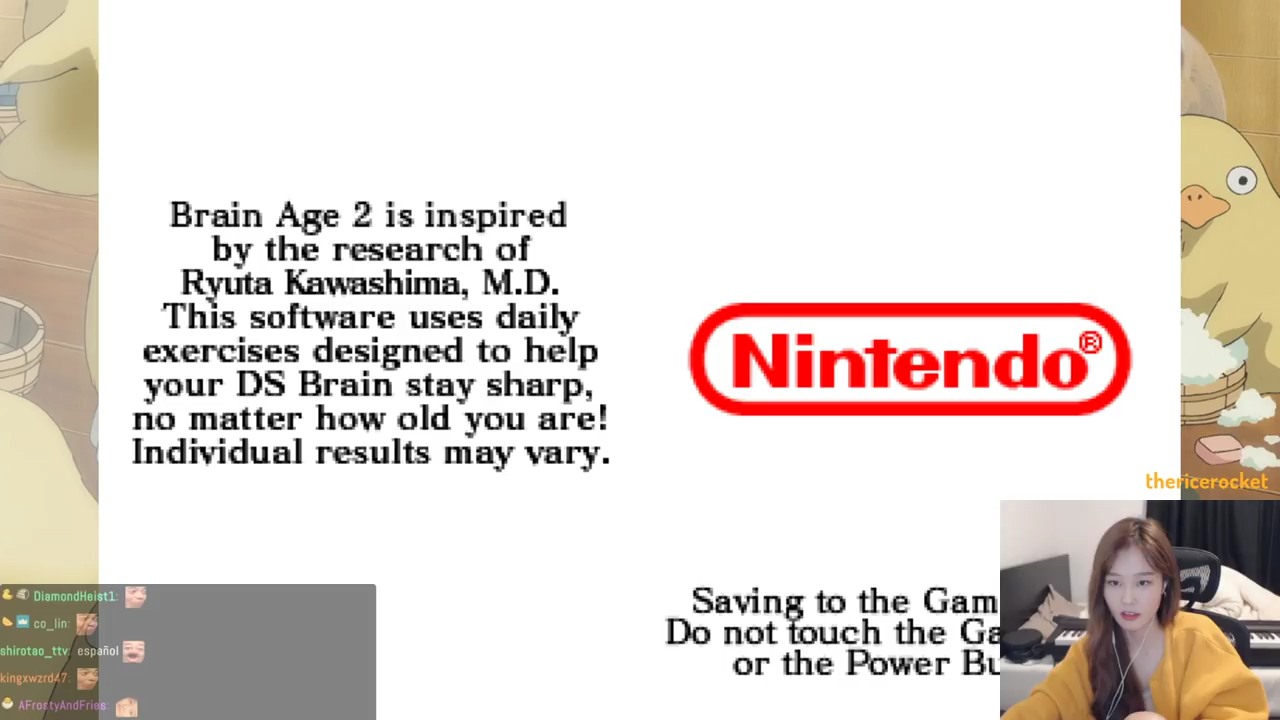 Brain Age 2 is inspired
by the research of
Ryuta Kawashima, M.D.
This software uses daily
exercises designed to help
your DS Brain stay sharp,
no matter how old you are!
Individual results may vary.
Nintendo®
thericerocket
Saving to the Gam
Do not touch the Ga
or the Power Bu
DiamondHeist1:
co_lin:
shirotao_ttv: español
kingxwzrd47:
AFrostyAndFries: